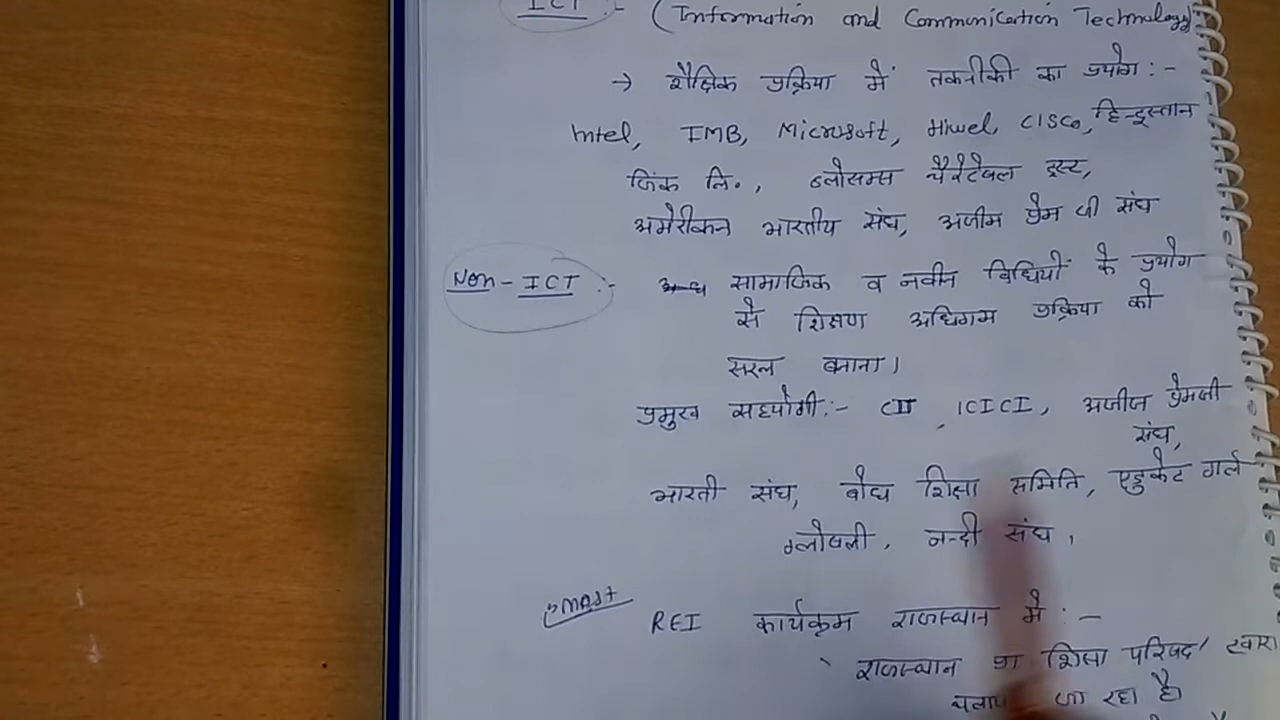 ICT :- (Information and Communication Technology)
→ शैक्षिक प्रक्रिया में तकनीकी का प्रयोग :-
Intel, IMB, Microsoft, Hiwel, CISCO, हिन्दुस्तान
जिंक लि०, ब्लोसम्स चैरेटेबल ट्रस्ट,
अमेरीकन भारतीय संघ, अजीम प्रेम जी संघ
Non-ICT :- सामाजिक व नवीन विधियों के प्रयोग
से शिक्षण अधिगम प्रक्रिया को
सरल बनाना।
प्रमुख सहयोगी:- CII, ICICI, अजीज प्रेमजी
संघ,
भारती संघ, बोध शिक्षा समिति, एडुकेट गर्ल
ग्लोबली, नन्दी संघ,
REI कार्यक्रम राजस्थान में :-
राजस्थान शिक्षा परिषद द्वारा
जा रहा है।